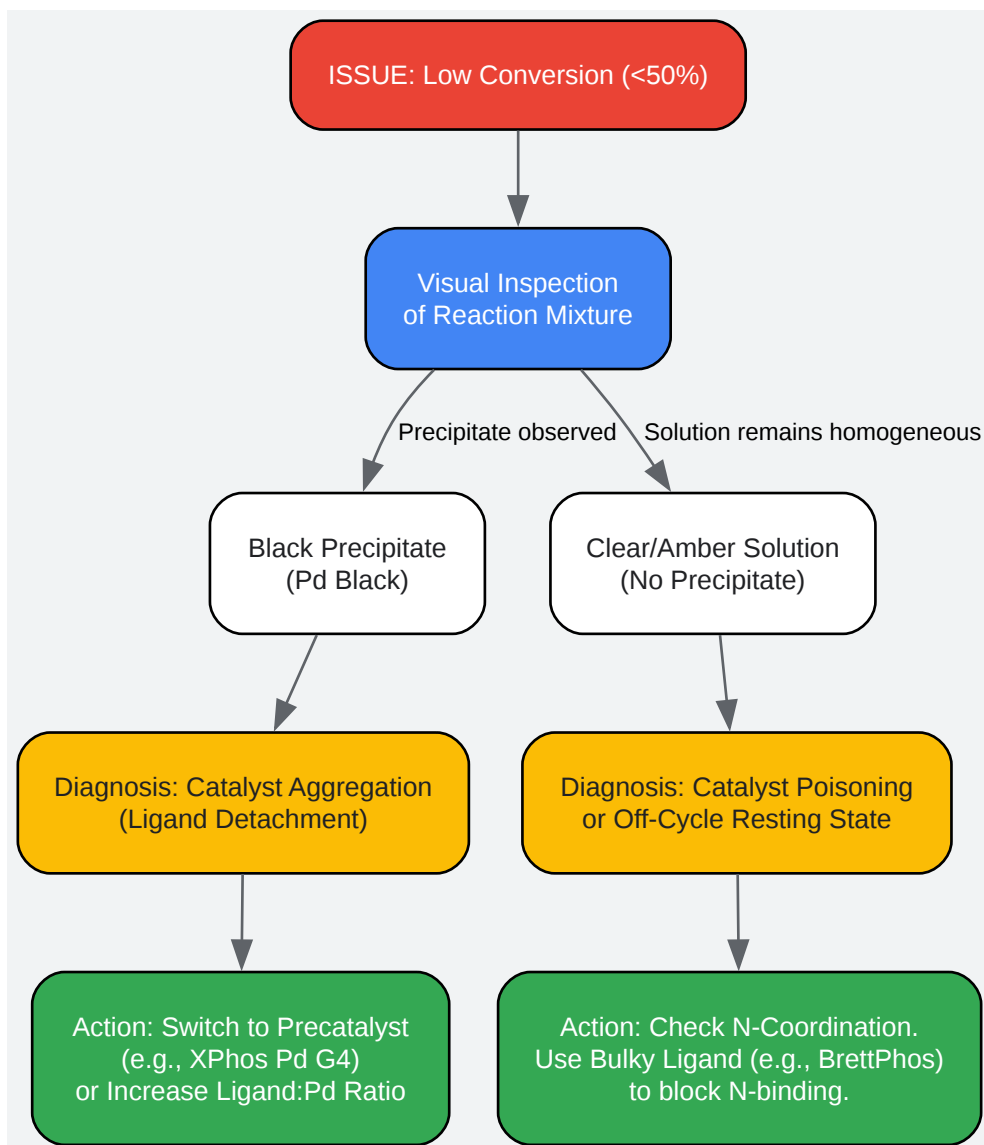 ISSUE: Low Conversion (<50%)
Visual Inspection
of Reaction Mixture
Precipitate observed
Solution remains homogeneous
Black Precipitate
(Pd Black)
Clear/Amber Solution
(No Precipitate)
Diagnosis: Catalyst Aggregation
(Ligand Detachment)
Diagnosis: Catalyst Poisoning
or Off-Cycle Resting State
Action: Switch to Precatalyst
(e.g., XPhos Pd G4)
or Increase Ligand:Pd Ratio
Action: Check N-Coordination.
Use Bulky Ligand (e.g., BrettPhos)
to block N-binding.